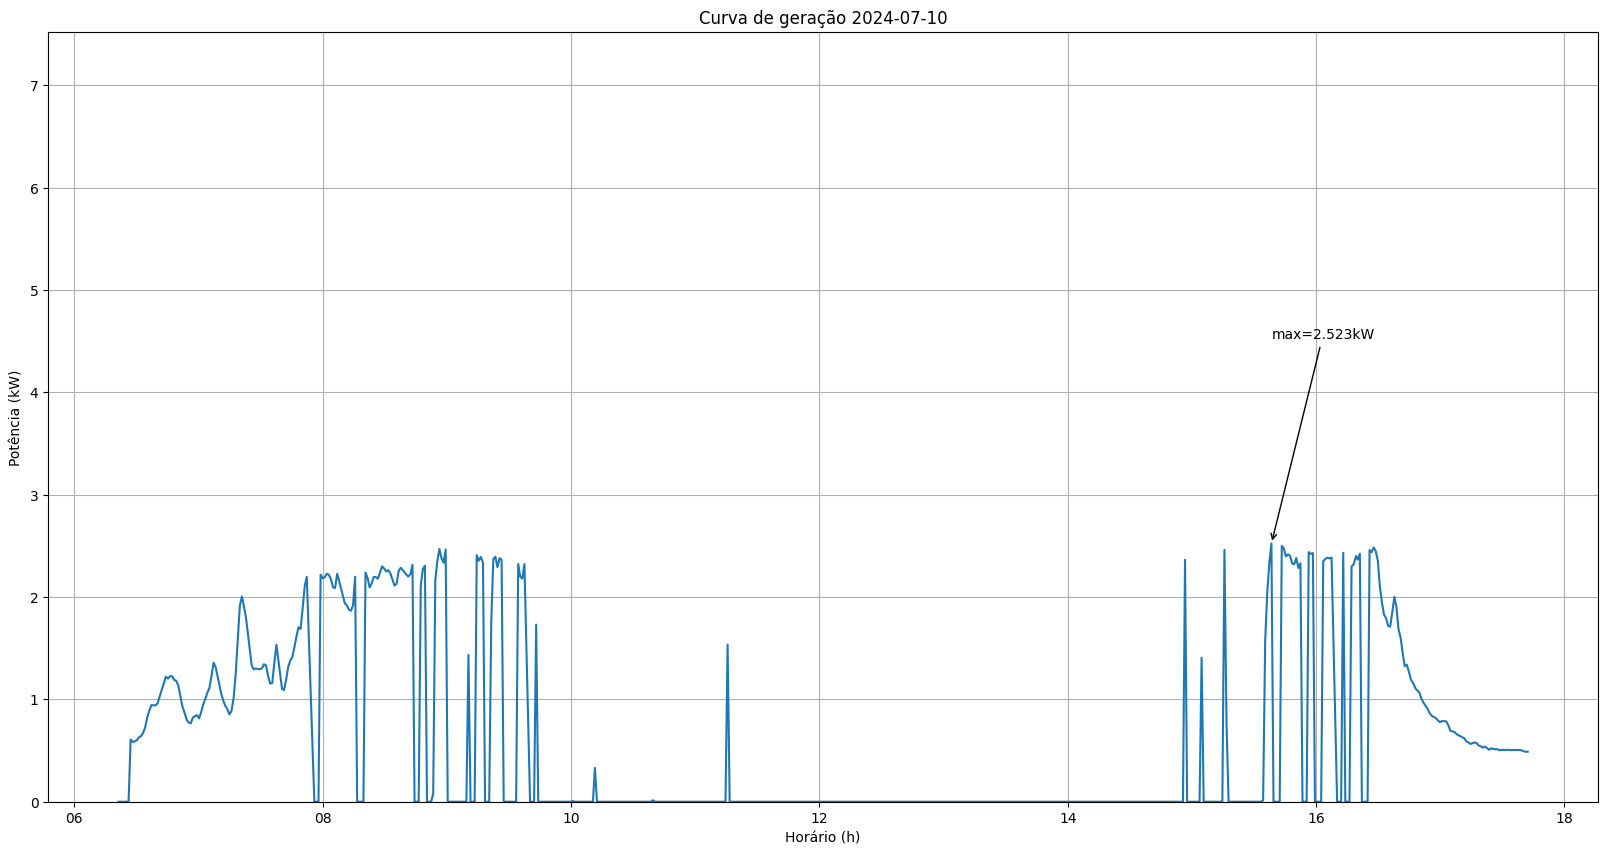 Curva de geração 2024-07-10
7
6
5
4
3
2
1
0
Potência (kW)
max=2.523kW
06 08 10 12 14 16 18
Horário (h)